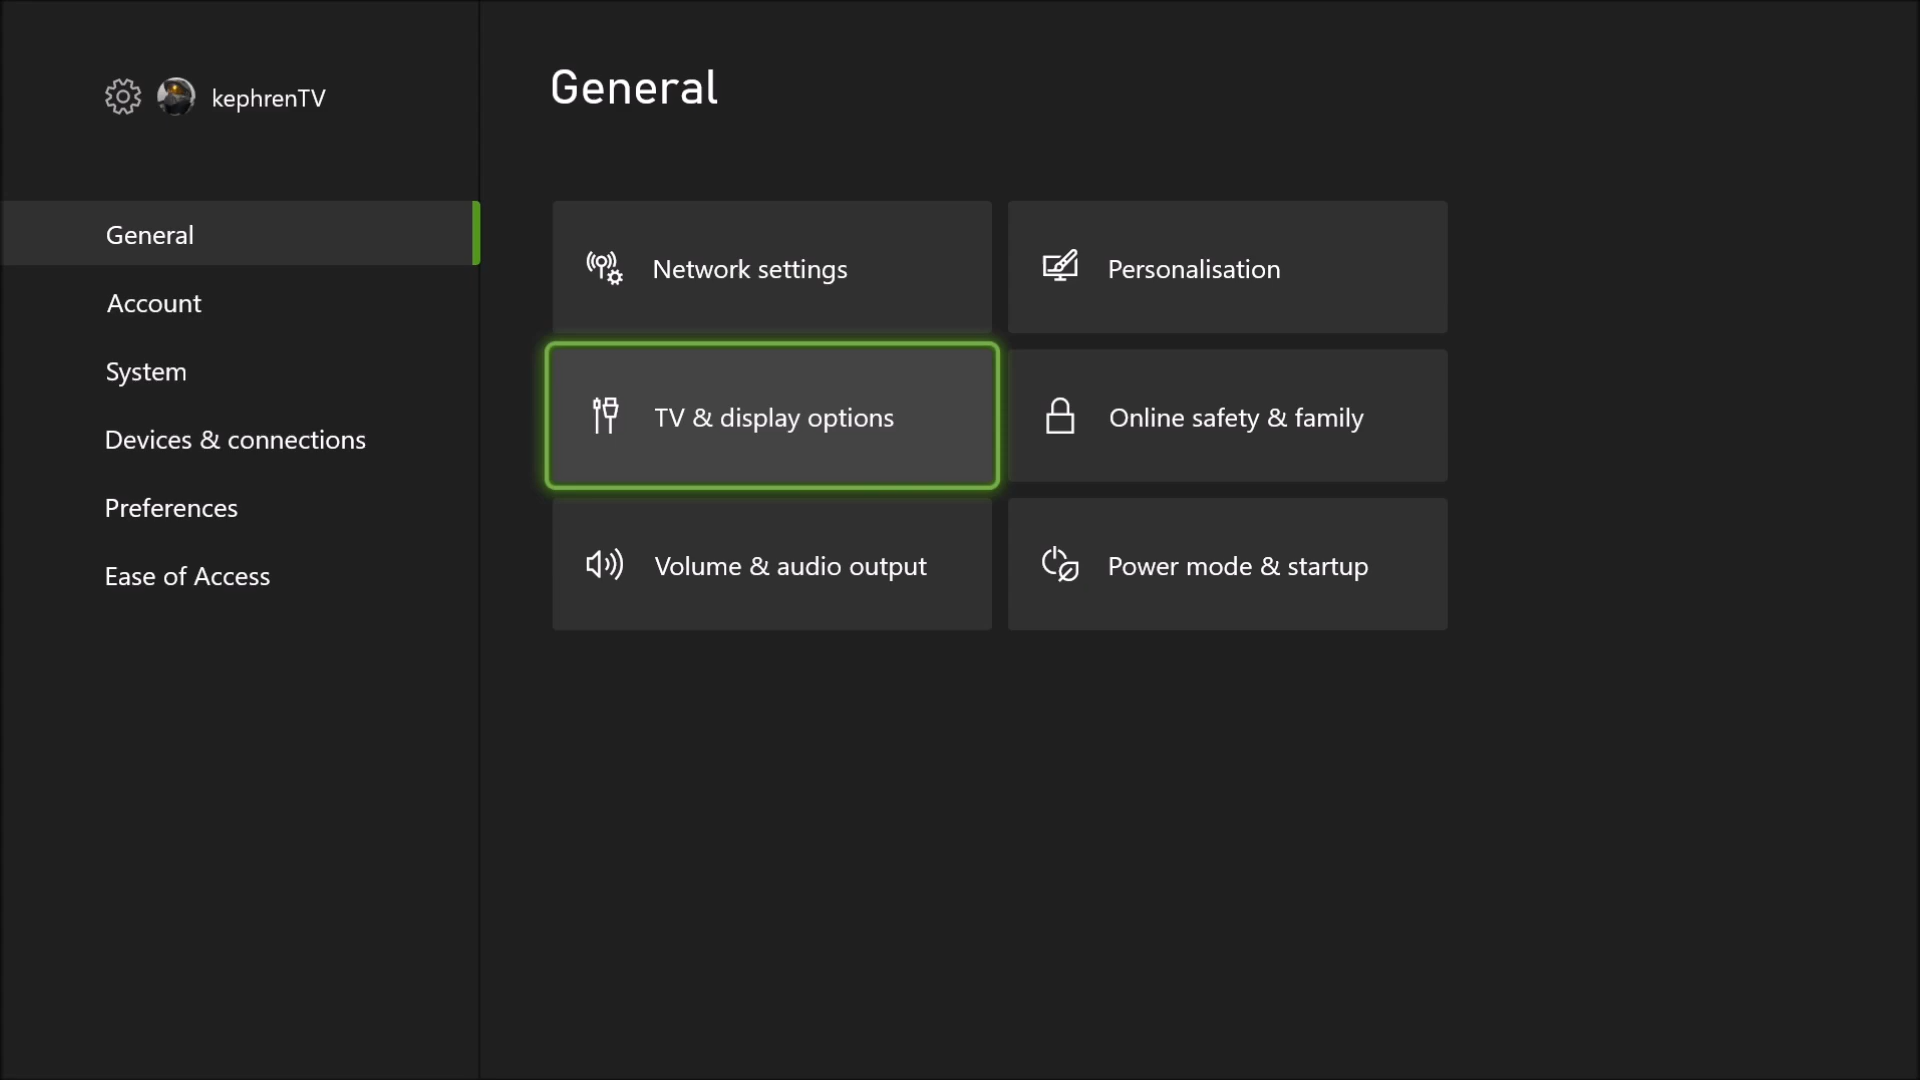 kephrenTV
General
Account
System
Devices & connections
Preferences
Ease of Access
General
Network settings
Personalisation
TV & display options
Online safety & family
Volume & audio output
Power mode & startup